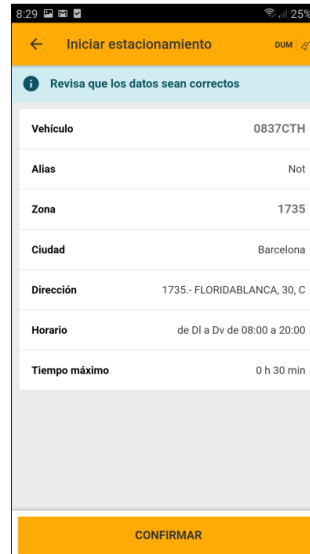 8:29 25%
Iniciar estacionamiento DUM
Revisa que los datos sean correctos
Vehículo 0837CTH
Alias Not
Zona 1735
Ciudad Barcelona
Dirección 1735.- FLORIDABLANCA, 30, C
Horario de Dl a Dv de 08:00 a 20:00
Tiempo máximo 0 h 30 min
CONFIRMAR